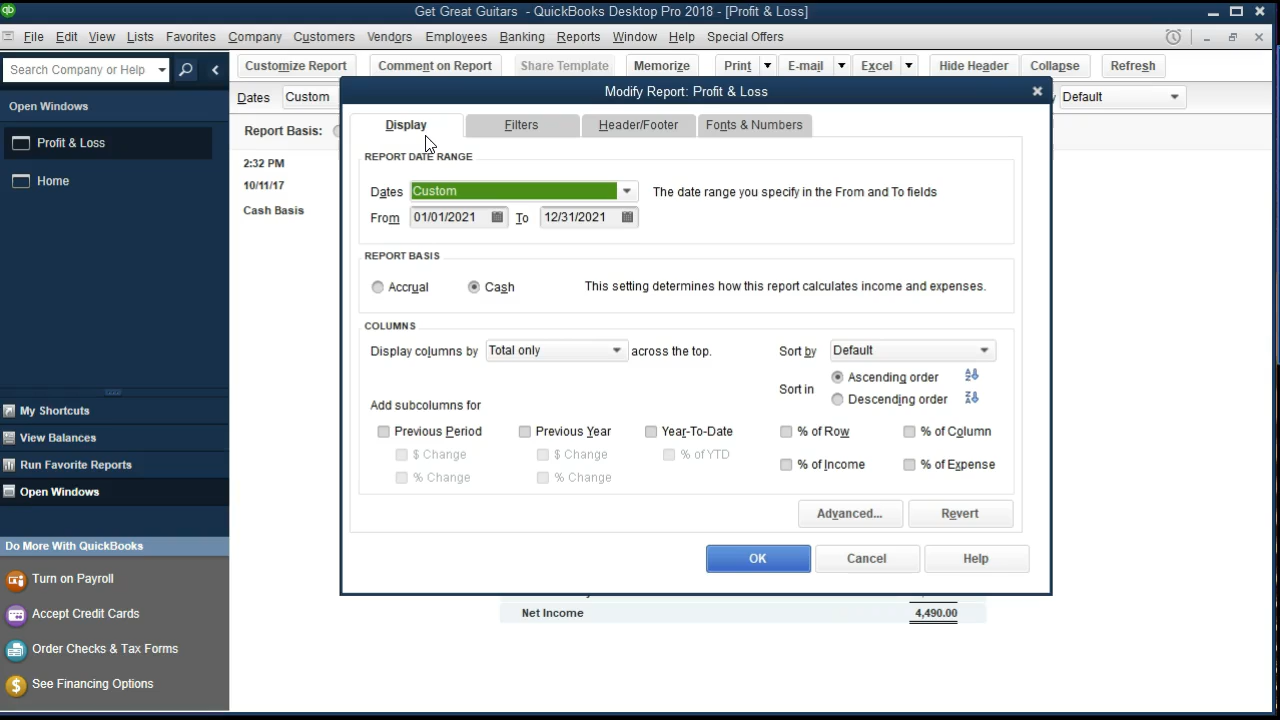 Get Great Guitars - QuickBooks Desktop Pro 2018 - [Profit & Loss]
File Edit View Lists Favorites Company Customers Vendors Employees Banking Reports Window Help Special Offers
Search Company or Help
Customize Report Comment on Report Share Template Memorize Print E-mail Excel Hide Header Collapse Refresh
Open Windows
Dates Custom
Default
Modify Report: Profit & Loss
Profit & Loss
Home
Report Basis:
2:32 PM
10/11/17
Cash Basis
Display Filters Header/Footer Fonts & Numbers
REPORT DATE RANGE
Dates Custom The date range you specify in the From and To fields
From 01/01/2021 To 12/31/2021
REPORT BASIS
Accrual Cash This setting determines how this report calculates income and expenses.
COLUMNS
Display columns by Total only across the top. Sort by Default
Sort in Ascending order
Descending order
Add subcolumns for
Previous Period Previous Year Year-To-Date % of Row % of Column
$ Change $ Change % of YTD
% of Income % of Expense
% Change % Change
Advanced... Revert
OK Cancel Help
Net Income 4,490.00
My Shortcuts
View Balances
Run Favorite Reports
Open Windows
Do More With QuickBooks
Turn on Payroll
Accept Credit Cards
Order Checks & Tax Forms
See Financing Options